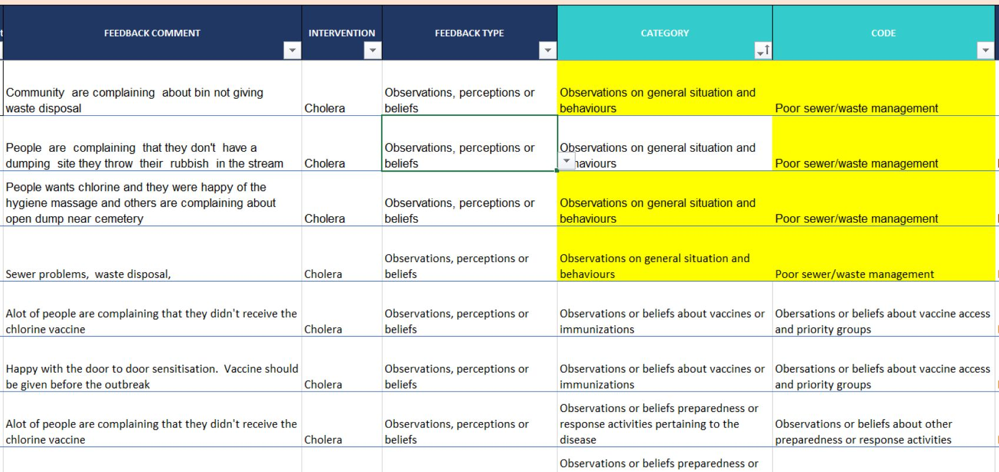 t FEEDBACK COMMENT INTERVENTION FEEDBACK TYPE CATEGORY CODE
Community are complaining about bin not giving
waste disposal
Cholera
Observations, perceptions or
beliefs
Observations on general situation and
behaviours
Poor sewer/waste management
People are complaining that they don't have a
dumping site they throw their rubbish in the stream
Cholera
Observations, perceptions or
beliefs
Observations on general situation and
haviours
Poor sewer/waste management
People wants chlorine and they were happy of the
hygiene massage and others are complaining about
open dump near cemetery
Cholera
Observations, perceptions or
beliefs
Observations on general situation and
behaviours
Poor sewer/waste management
Sewer problems, waste disposal,
Cholera
Observations, perceptions or
beliefs
Observations on general situation and
behaviours
Poor sewer/waste management
Alot of people are complaining that they didn't receive the
chlorine vaccine
Cholera
Observations, perceptions or
beliefs
Observations or beliefs about vaccines or
immunizations
Obersations or beliefs about vaccine access
and priority groups
Happy with the door to door sensitisation. Vaccine should
be given before the outbreak
Cholera
Observations, perceptions or
beliefs
Observations or beliefs about vaccines or
immunizations
Obersations or beliefs about vaccine access
and priority groups
Alot of people are complaining that they didn't receive the
chlorine vaccine
Cholera
Observations, perceptions or
beliefs
Observations or beliefs preparedness or
response activities pertaining to the
disease
Observations or beliefs about other
preparedness or response activities
Observations or beliefs preparedness or